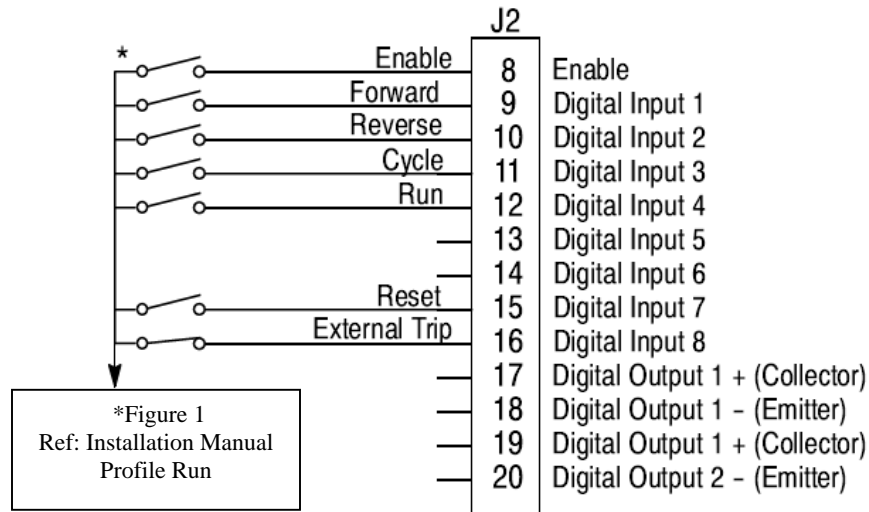 J2
* Enable 8 Enable
Forward 9 Digital Input 1
Reverse 10 Digital Input 2
Cycle 11 Digital Input 3
Run 12 Digital Input 4
13 Digital Input 5
14 Digital Input 6
Reset 15 Digital Input 7
External Trip 16 Digital Input 8
17 Digital Output 1 + (Collector)
18 Digital Output 1 - (Emitter)
19 Digital Output 1 + (Collector)
20 Digital Output 2 - (Emitter)
*Figure 1
Ref: Installation Manual
Profile Run